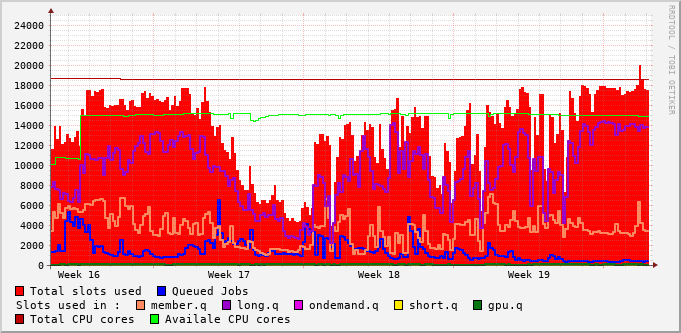 RRDTOOL / TOBI OETIKER
24000
22000
20000
18000
16000
14000
12000
10000
8000
6000
4000
2000
0
Week 16 Week 17 Week 18 Week 19
Total slots used Queued Jobs
Slots used in : member.q long.q ondemand.q short.q gpu.q
Total CPU cores Availale CPU cores